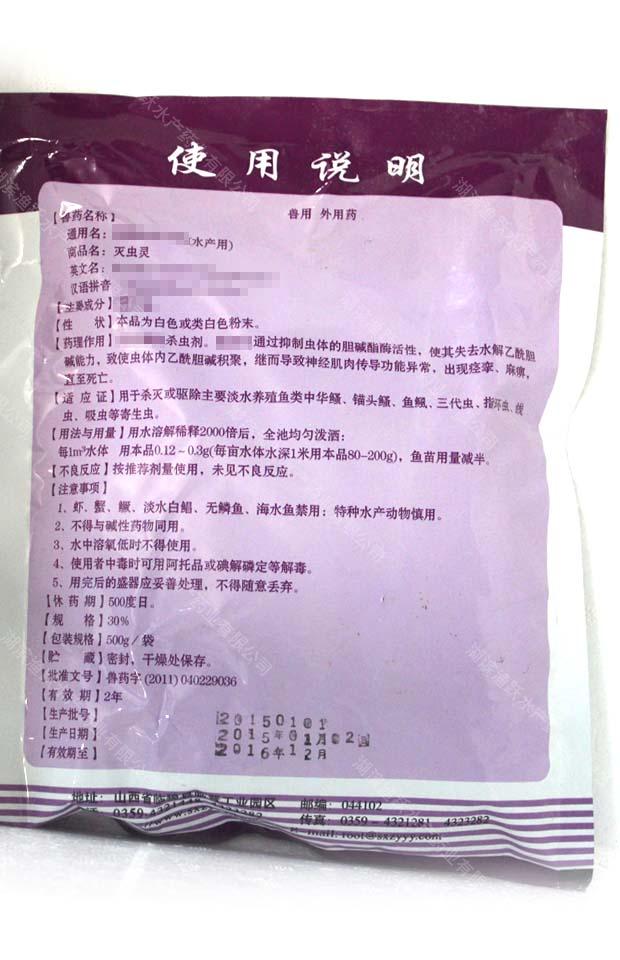 使用说明
兽用 外用药
【兽药名称】
通用名： (水产用)
商品名：灭虫灵
英文名：
汉语拼音
【主要成分】
【性 状】本品为白色或类白色粉末。
【药理作用】 杀虫剂。 通过抑制虫体的胆碱酯酶活性，使其失去水解乙酰胆
碱能力，致使虫体内乙酰胆碱积聚，继而导致神经肌肉传导功能异常，出现痉挛、麻痹，
直至死亡。
【适 应 证】用于杀灭或驱除主要淡水养殖鱼类中华鳋、锚头鳋、鱼鲺、三代虫、指环虫、线
虫、吸虫等寄生虫。
【用法与用量】用水溶解稀释2000倍后，全池均匀泼洒：
每1m³水体 用本品0.12～0.3g(每亩水体水深1米用本品80-200g)，鱼苗用量减半。
【不良反应】按推荐剂量使用，未见不良反应。
【注意事项】
1、虾、蟹、鳜、淡水白鲳、无鳞鱼、海水鱼禁用；特种水产动物慎用。
2、不得与碱性药物同用。
3、水中溶氧低时不得使用。
4、使用者中毒时可用阿托品或碘解磷定等解毒。
5、用完后的盛器应妥善处理，不得随意丢弃。
【休 药 期】500度日。
【规 格】30%
【包装规格】500g／袋
【贮 藏】密封，干燥处保存。
【批准文号】兽药字 (2011) 040229036
【有 效 期】2年
【生产批号】 20150101
【生产日期】 2015年01月02日
【有效期至】 2016年12月
地址：山西省 工业园区 邮编：044102
传真：0359-4321281 4323282
mail: root@sxzyyy.com